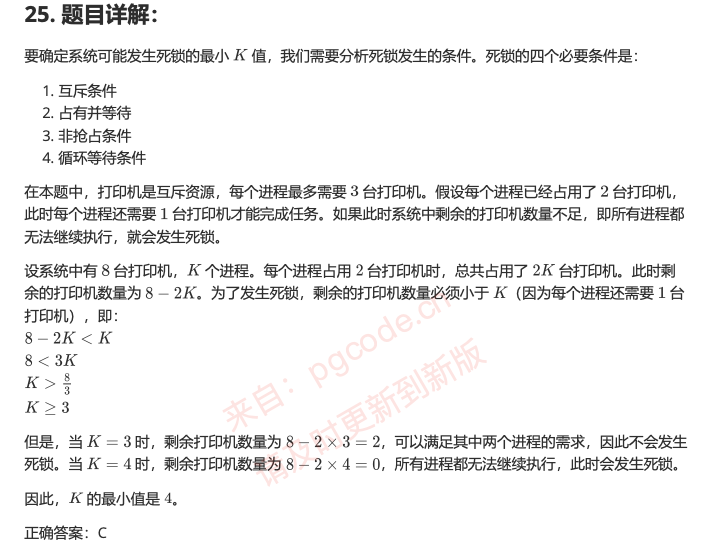 25. 题目详解：
要确定系统可能发生死锁的最小 K 值，我们需要分析死锁发生的条件。死锁的四个必要条件是：
1. 互斥条件
2. 占有并等待
3. 非抢占条件
4. 循环等待条件
在本题中，打印机是互斥资源，每个进程最多需要 3 台打印机。假设每个进程已经占用了 2 台打印机，
此时每个进程还需要 1 台打印机才能完成任务。如果此时系统中剩余的打印机数量不足，即所有进程都
无法继续执行，就会发生死锁。
设系统中有 8 台打印机，K 个进程。每个进程占用 2 台打印机时，总共占用了 2K 台打印机。此时剩
余的打印机数量为 8 − 2K。为了发生死锁，剩余的打印机数量必须小于 K（因为每个进程还需要 1 台
打印机），即：
8 − 2K < K
8 < 3K
K > 8/3
K ≥ 3
但是，当 K = 3 时，剩余打印机数量为 8 − 2 × 3 = 2，可以满足其中两个进程的需求，因此不会发生
死锁。当 K = 4 时，剩余打印机数量为 8 − 2 × 4 = 0，所有进程都无法继续执行，此时会发生死锁。
因此，K 的最小值是 4。
正确答案：C
来自：pgcode.cn
请及时更新到新版